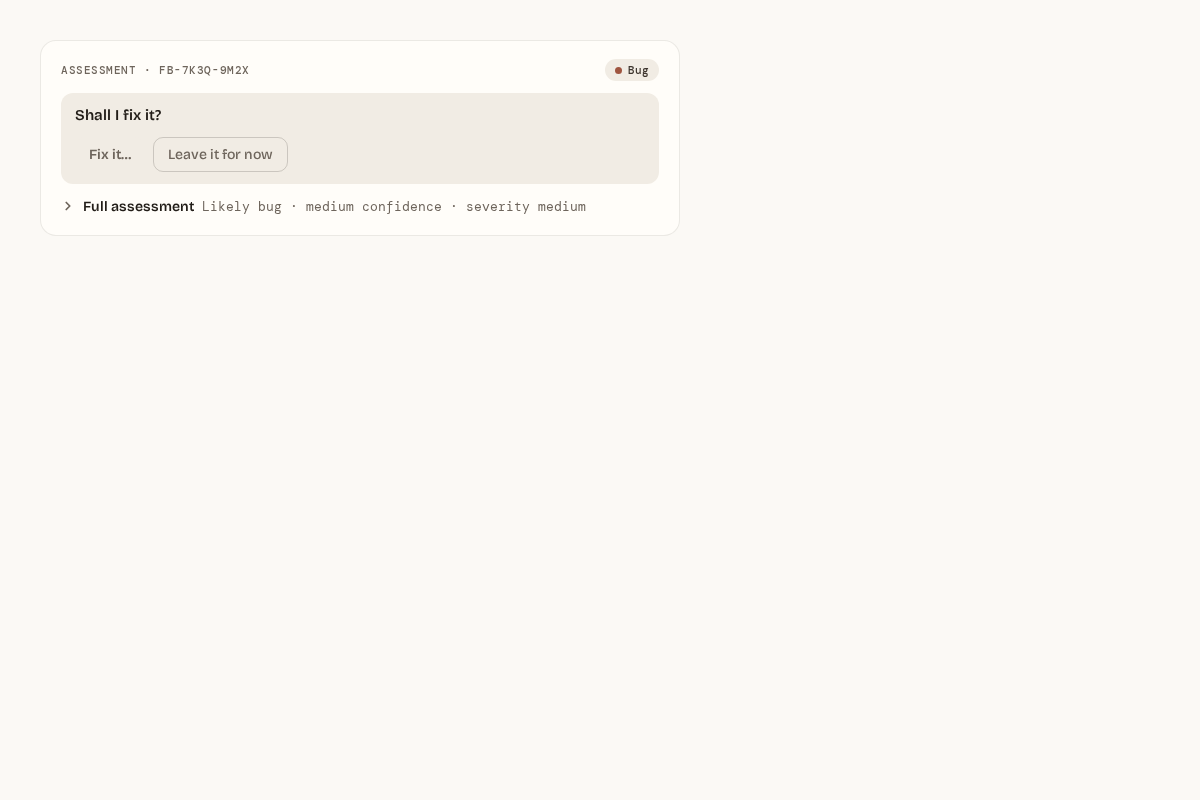 ASSESSMENT · FB-7K3Q-9M2X
Bug
Shall I fix it?
Fix it…
Leave it for now
Full assessment Likely bug · medium confidence · severity medium